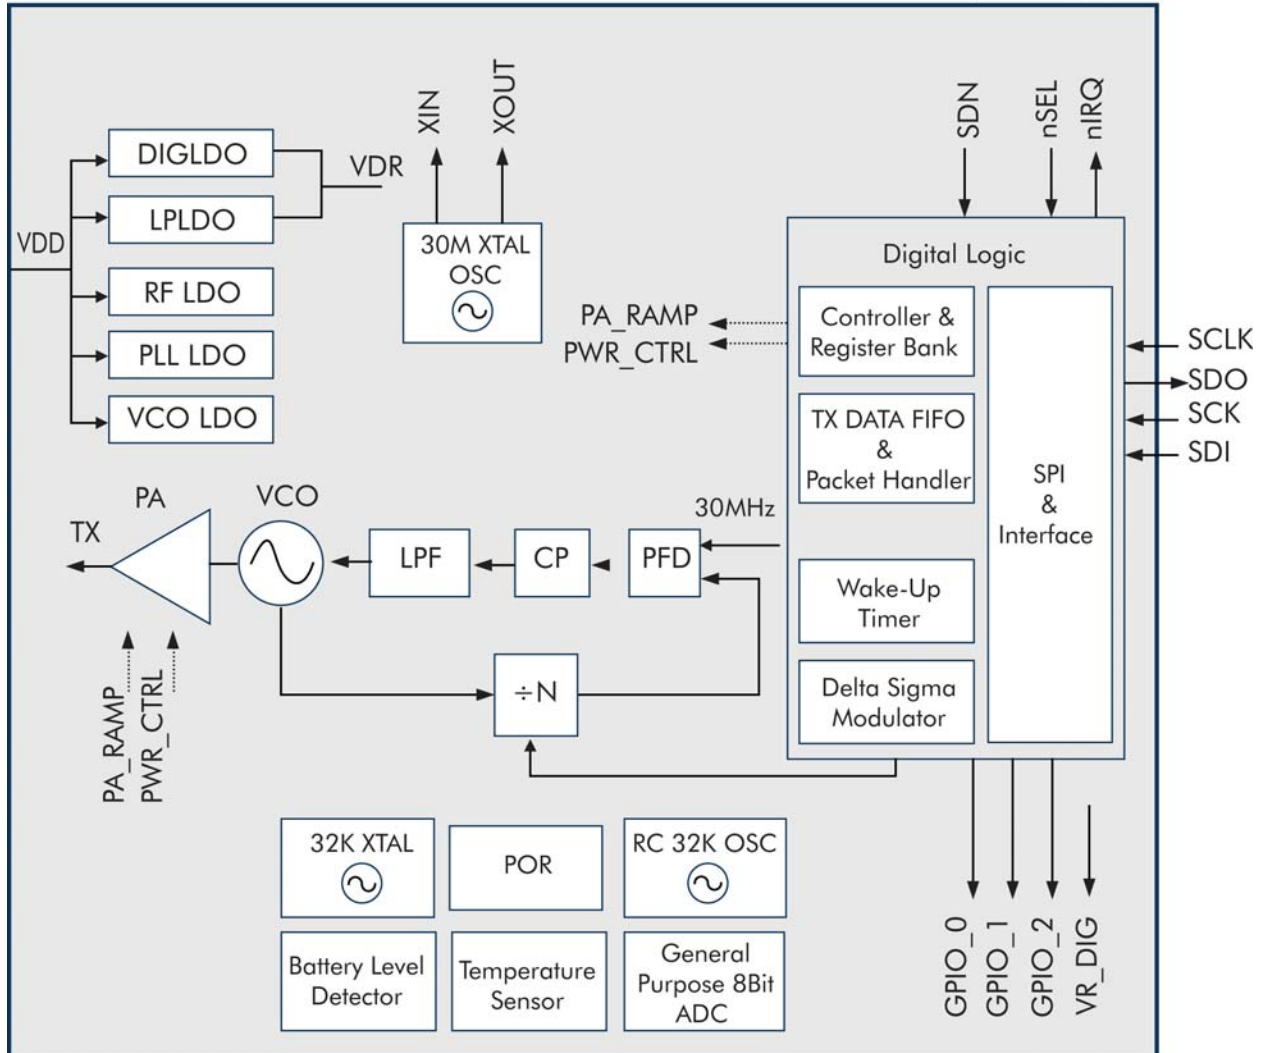 XIN
XOUT
SDN
nSEL
nIRQ
DIGLDO
VDR
LPLDO
VDD
RF LDO
PLL LDO
VCO LDO
30M XTAL
OSC
PA_RAMP
PWR_CTRL
Digital Logic
Controller &
Register Bank
TX DATA FIFO
&
Packet Handler
Wake-Up
Timer
Delta Sigma
Modulator
SPI
&
Interface
SCLK
SDO
SCK
SDI
PA
TX
VCO
LPF
CP
PFD
30MHz
÷N
PA_RAMP
PWR_CTRL
32K XTAL
POR
RC 32K OSC
Battery Level
Detector
Temperature
Sensor
General
Purpose 8Bit
ADC
GPIO_0
GPIO_1
GPIO_2
VR_DIG